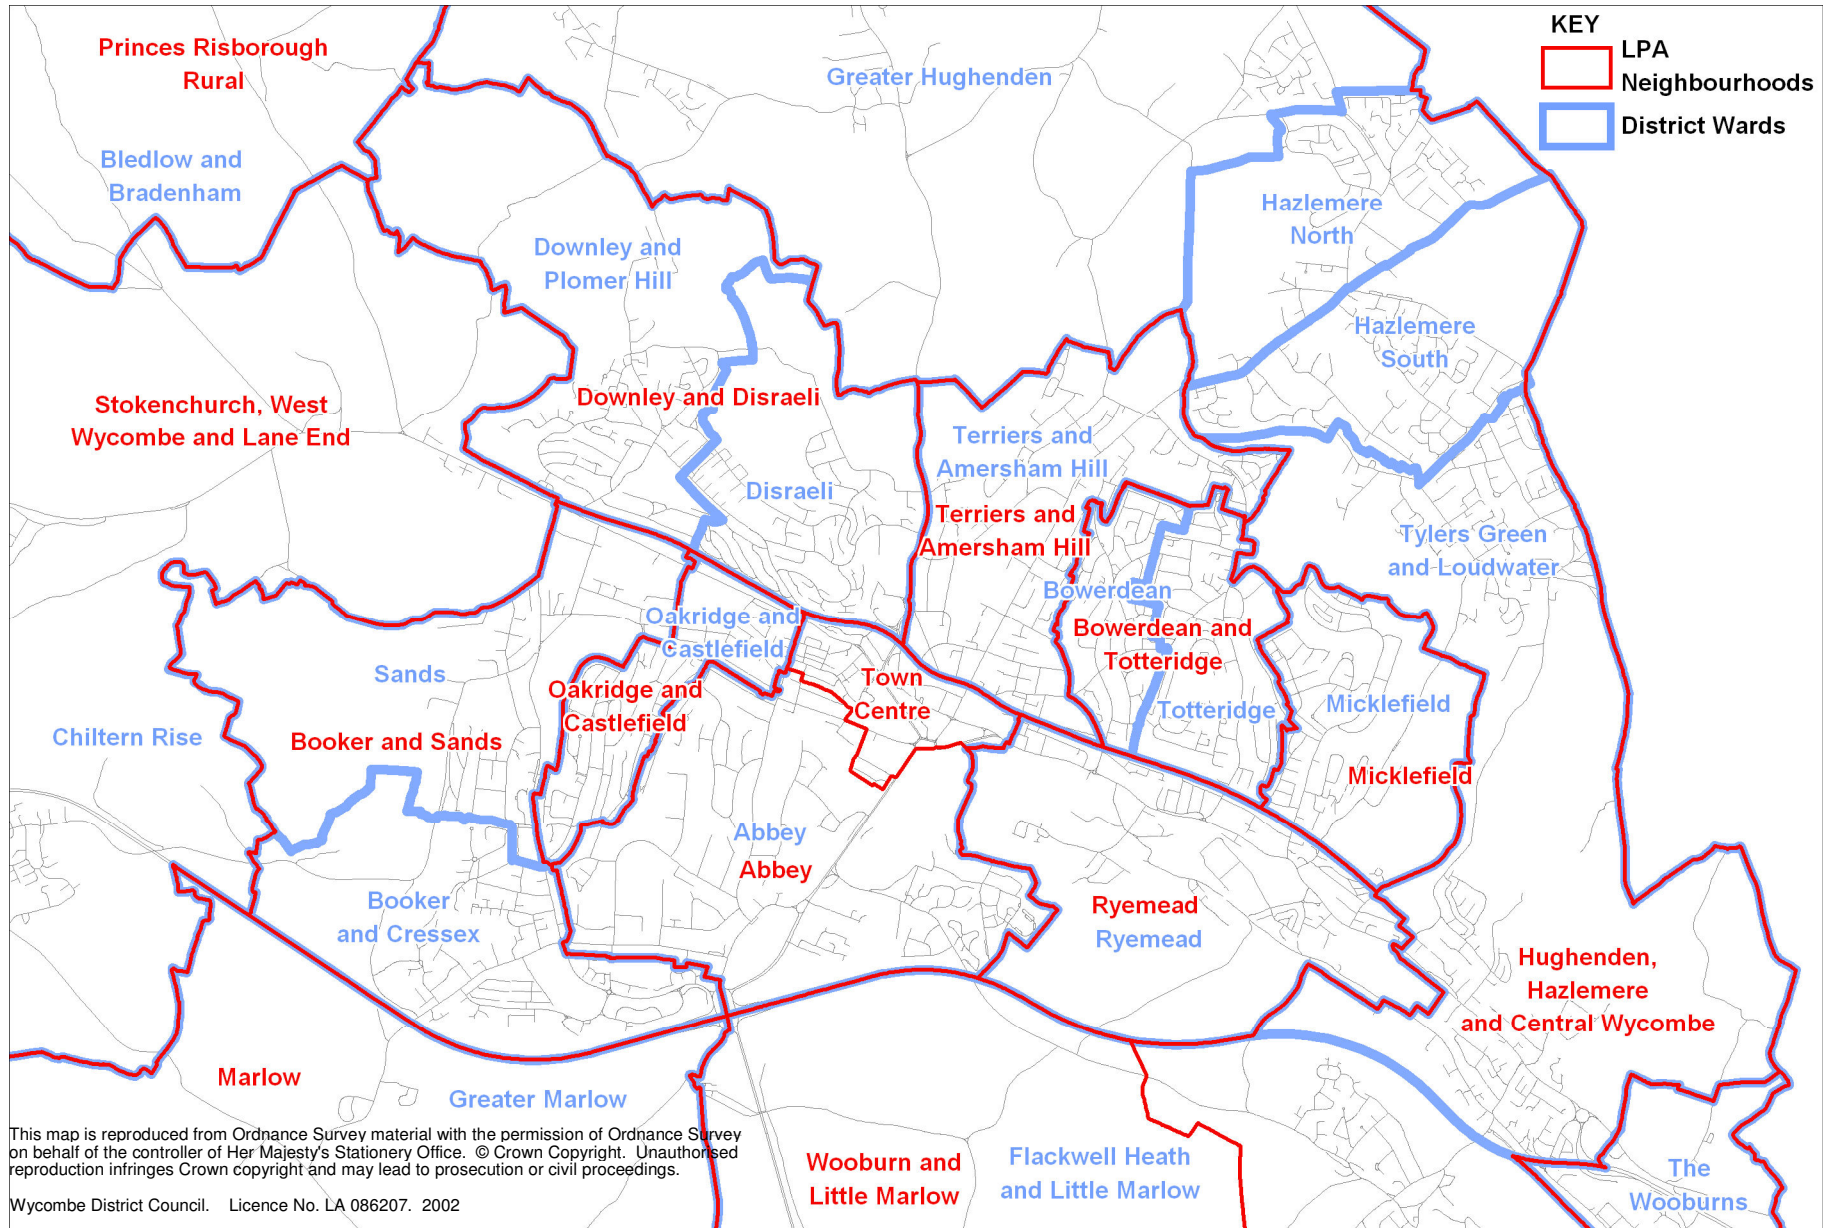 KEY
LPA
Neighbourhoods
District Wards
Princes Risborough
Rural
Greater Hughenden
Bledlow and
Bradenham
Hazlemere
North
Downley and
Plomer Hill
Hazlemere
South
Downley and Disraeli
Stokenchurch, West
Wycombe and Lane End
Terriers and
Amersham Hill
Disraeli
Terriers and
Amersham Hill
Tylers Green
and Loudwater
Bowerdean
Oakridge and
Castlefield
Bowerdean and
Totteridge
Sands
Town
Centre
Oakridge and
Castlefield
Totteridge
Micklefield
Chiltern Rise
Booker and Sands
Micklefield
Abbey
Abbey
Booker
and Cressex
Ryemead
Ryemead
Hughenden,
Hazlemere
and Central Wycombe
Marlow
Greater Marlow
Wooburn and
Little Marlow
Flackwell Heath
and Little Marlow
The
Wooburns
This map is reproduced from Ordnance Survey material with the permission of Ordnance Survey
on behalf of the controller of Her Majesty's Stationery Office. © Crown Copyright. Unauthorised
reproduction infringes Crown copyright and may lead to prosecution or civil proceedings.
Wycombe District Council. Licence No. LA 086207. 2002